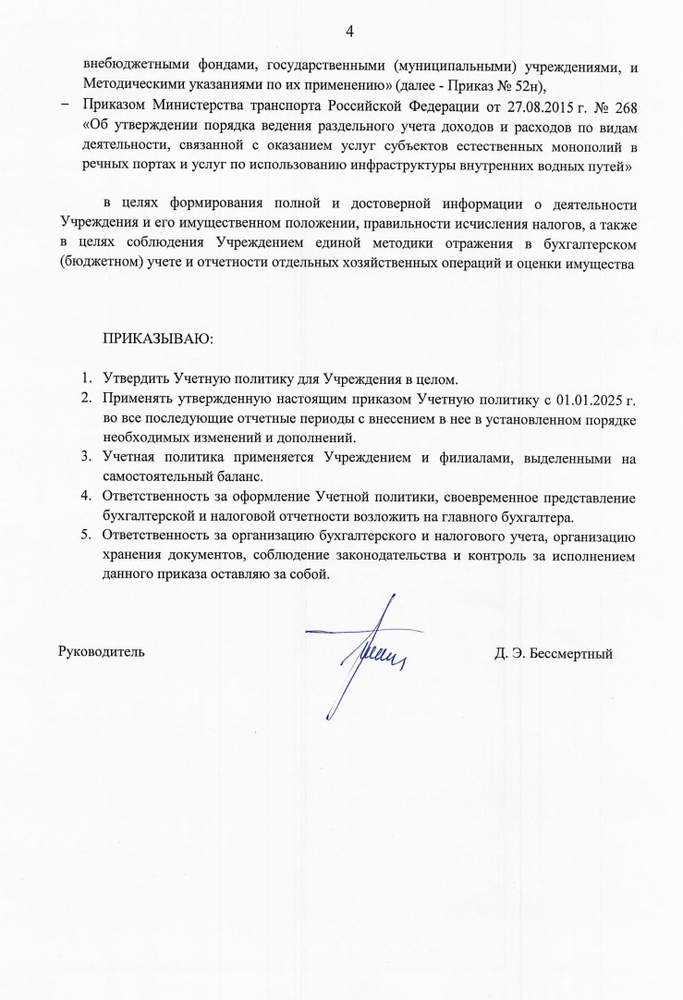 4
внебюджетными фондами, государственными (муниципальными) учреждениями, и
Методическими указаниями по их применению» (далее - Приказ № 52н),
– Приказом Министерства транспорта Российской Федерации от 27.08.2015 г. № 268
«Об утверждении порядка ведения раздельного учета доходов и расходов по видам
деятельности, связанной с оказанием услуг субъектов естественных монополий в
речных портах и услуг по использованию инфраструктуры внутренних водных путей»
в целях формирования полной и достоверной информации о деятельности
Учреждения и его имущественном положении, правильности исчисления налогов, а также
в целях соблюдения Учреждением единой методики отражения в бухгалтерском
(бюджетном) учете и отчетности отдельных хозяйственных операций и оценки имущества
ПРИКАЗЫВАЮ:
1. Утвердить Учетную политику для Учреждения в целом.
2. Применять утвержденную настоящим приказом Учетную политику с 01.01.2025 г.
во все последующие отчетные периоды с внесением в нее в установленном порядке
необходимых изменений и дополнений.
3. Учетная политика применяется Учреждением и филиалами, выделенными на
самостоятельный баланс.
4. Ответственность за оформление Учетной политики, своевременное представление
бухгалтерской и налоговой отчетности возложить на главного бухгалтера.
5. Ответственность за организацию бухгалтерского и налогового учета, организацию
хранения документов, соблюдение законодательства и контроль за исполнением
данного приказа оставляю за собой.
Руководитель Д. Э. Бессмертный